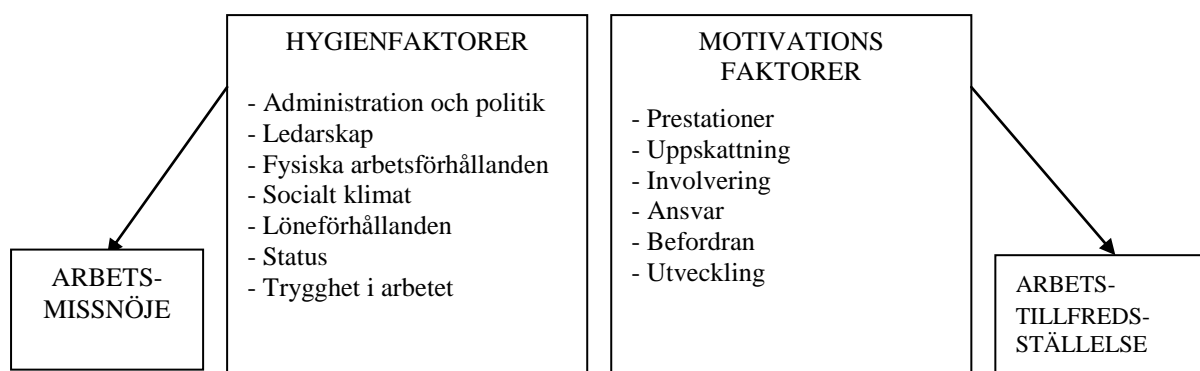 HYGIENFAKTORER
- Administration och politik
- Ledarskap
- Fysiska arbetsförhållanden
- Socialt klimat
- Löneförhållanden
- Status
- Trygghet i arbetet
MOTIVATIONS
FAKTORER
- Prestationer
- Uppskattning
- Involvering
- Ansvar
- Befordran
- Utveckling
ARBETS-
MISSNÖJE
ARBETS-
TILLFREDS-
STÄLLELSE